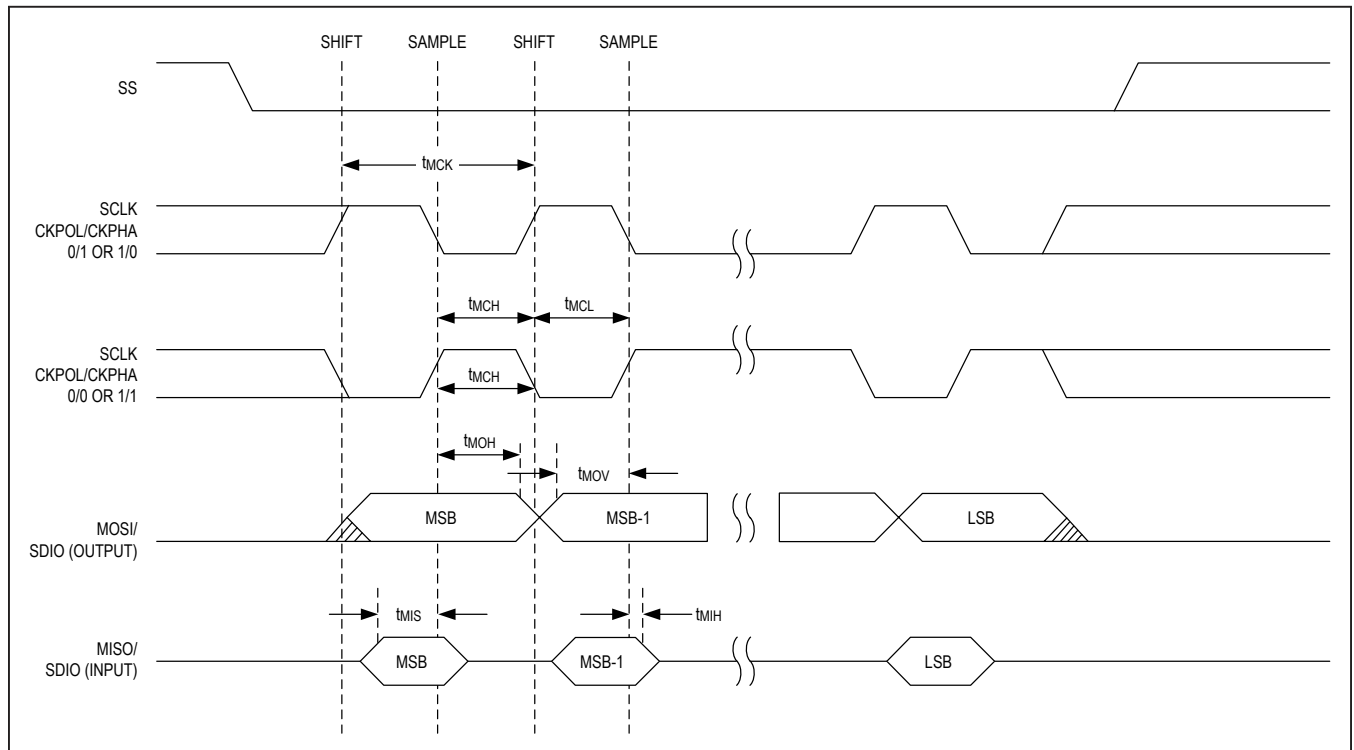 SHIFT SAMPLE SHIFT SAMPLE
SS
tMCK
SCLK
CKPOL/CKPHA
0/1 OR 1/0
tMCH tMCL
SCLK
CKPOL/CKPHA
0/0 OR 1/1
tMCH
tMOH
tMOV
MOSI/
SDIO (OUTPUT)
MSB MSB-1 LSB
tMIS tMIH
MISO/
SDIO (INPUT)
MSB MSB-1 LSB